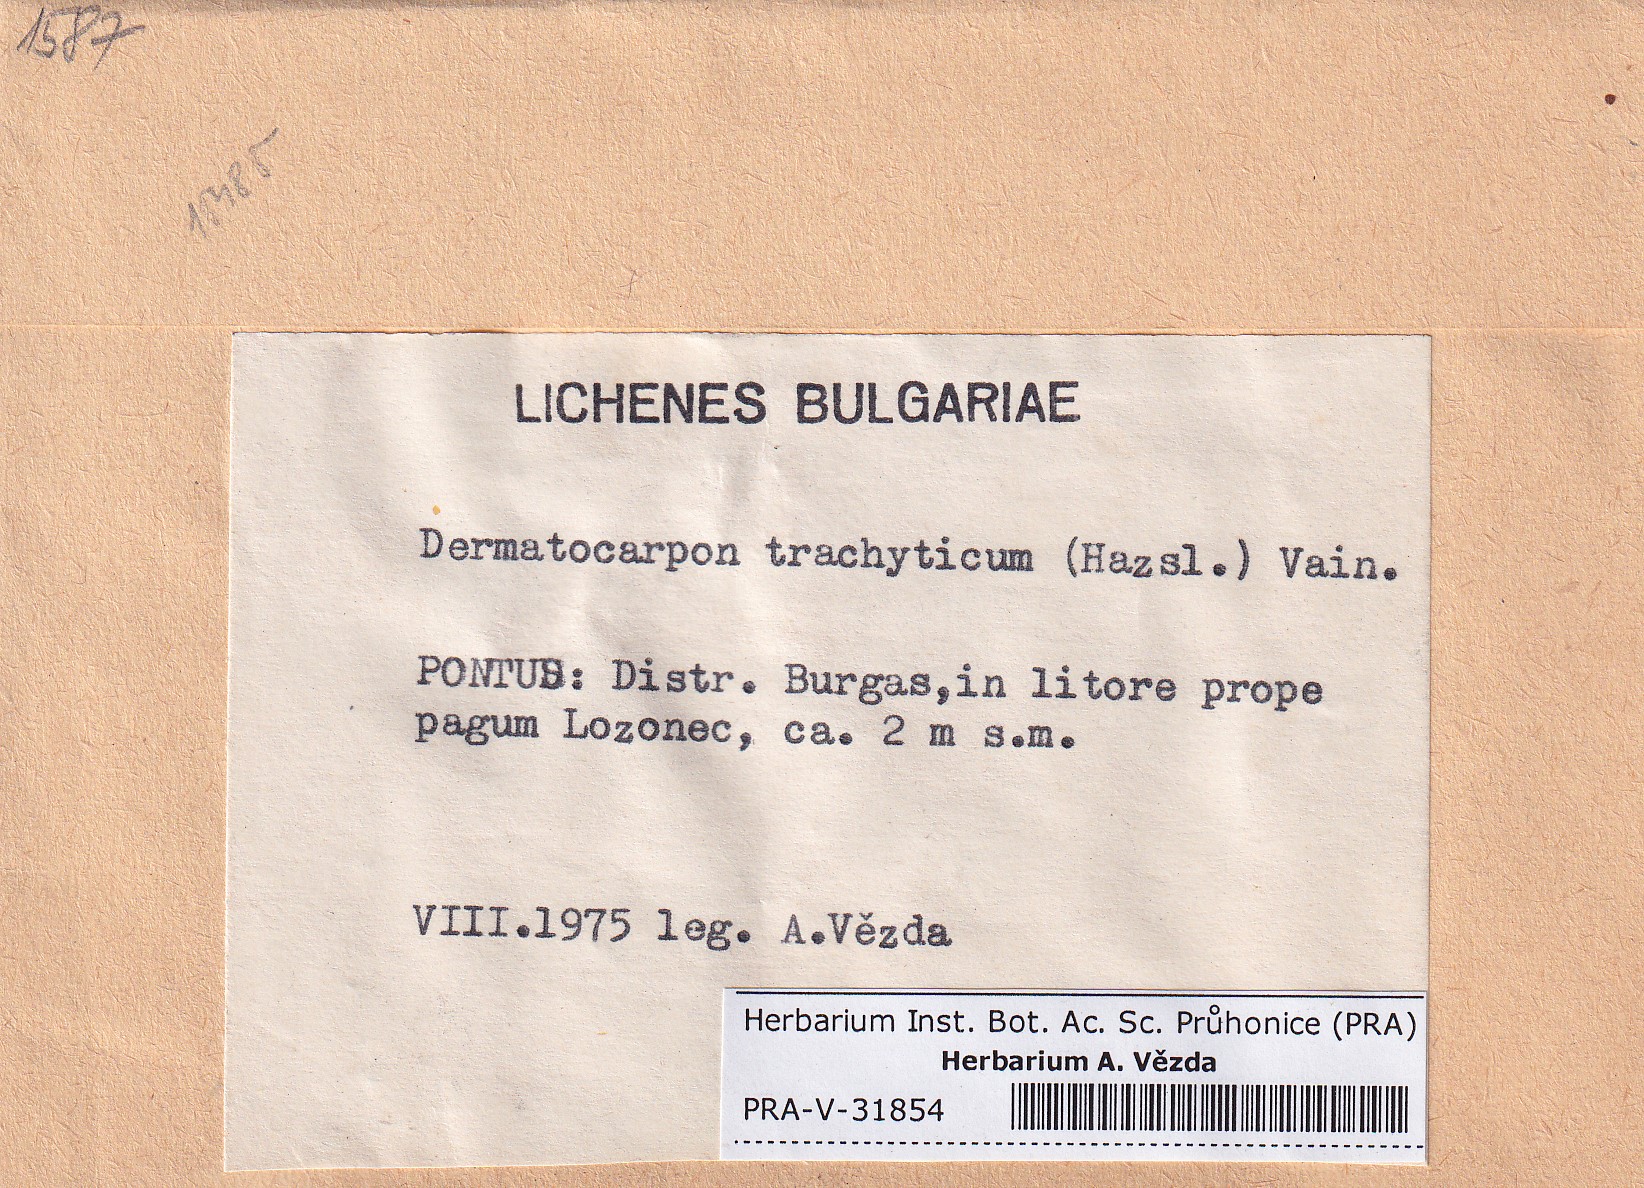 1587
15485
LICHENES BULGARIAE
Dermatocarpon trachyticum (Hazsl.) Vain.
PONTUS: Distr. Burgas,in litore prope
pagum Lozonec, ca. 2 m s.m.
VIII.1975 leg. A.Vězda
Herbarium Inst. Bot. Ac. Sc. Průhonice (PRA)
Herbarium A. Vězda
PRA-V-31854